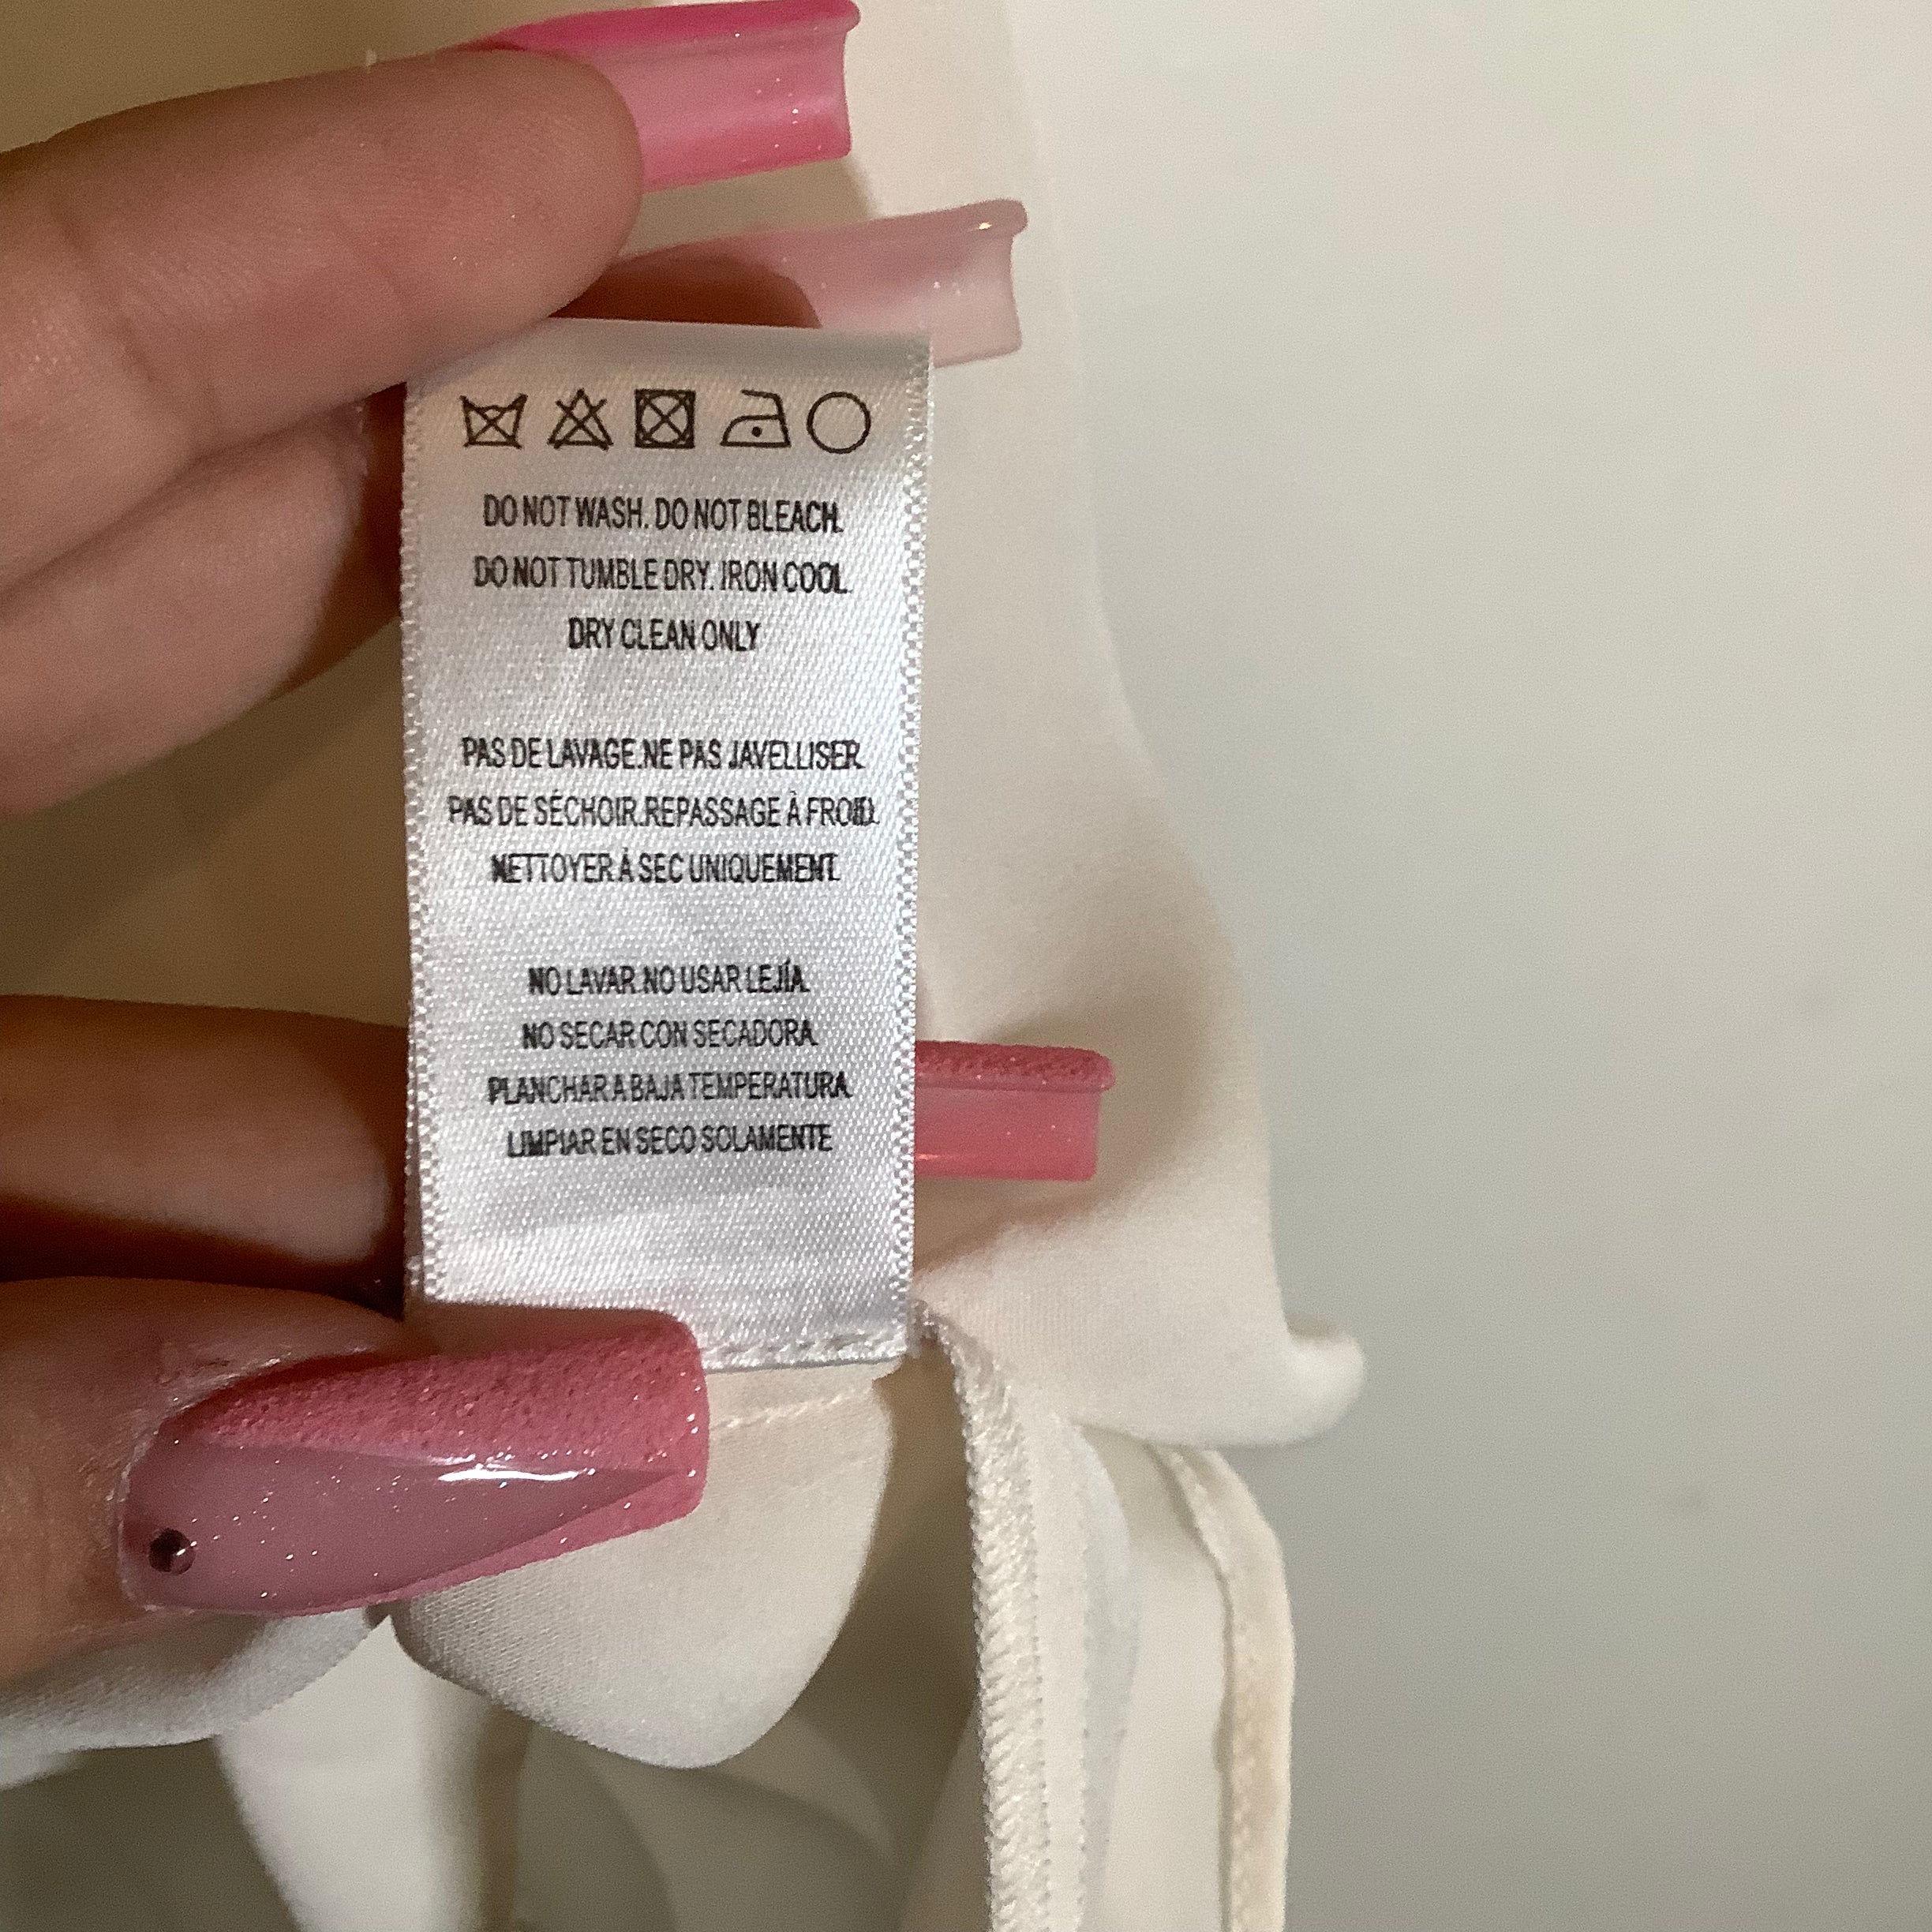 DO NOT WASH. DO NOT BLEACH.
DO NOT TUMBLE DRY. IRON COOL.
DRY CLEAN ONLY
PAS DE LAVAGE.NE PAS JAVELLISER.
PAS DE SÉCHOIR.REPASSAGE À FROID.
NETTOYER À SEC UNIQUEMENT.
NO LAVAR.NO USAR LEJÍA.
NO SECAR CON SECADORA.
PLANCHAR A BAJA TEMPERATURA.
LIMPIAR EN SECO SOLAMENTE